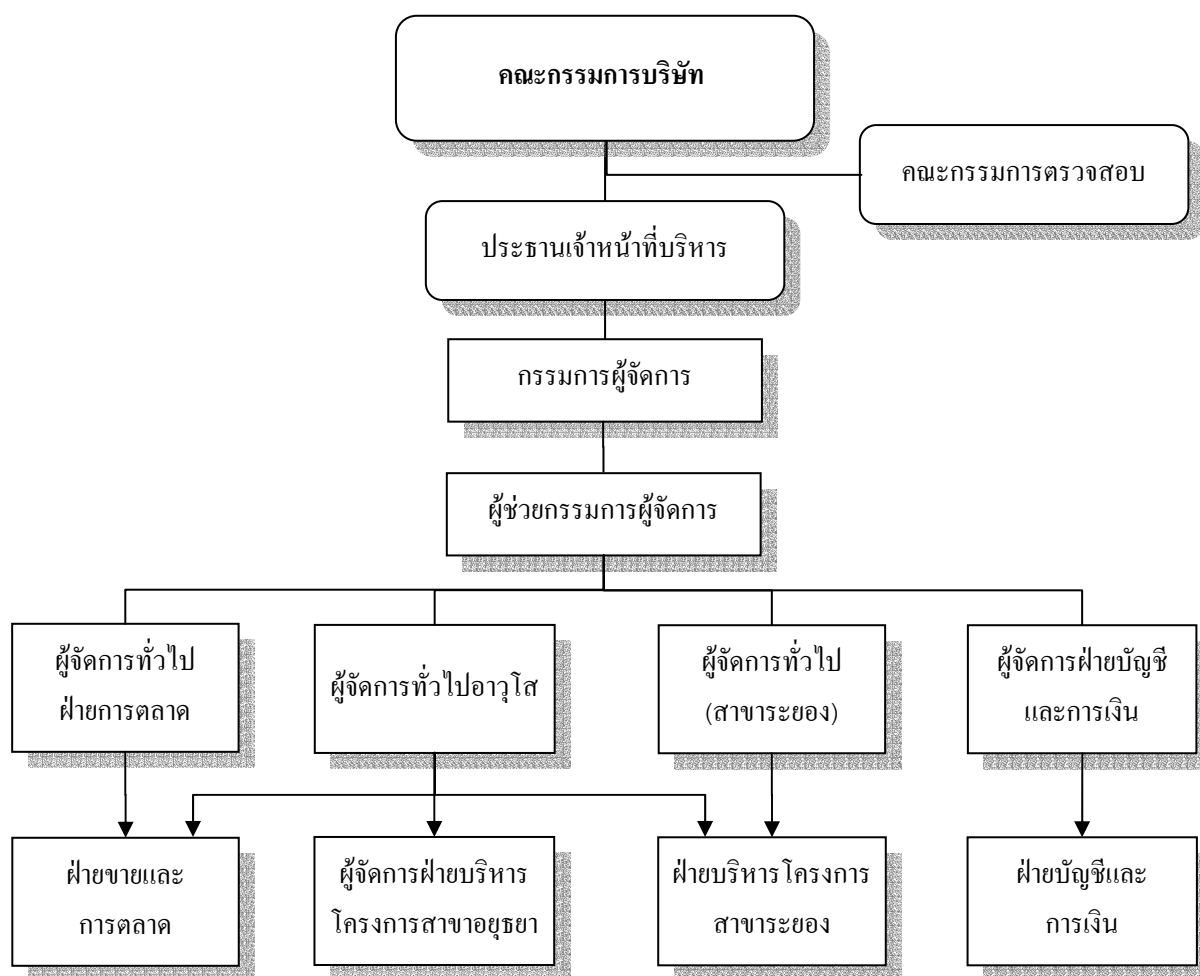 คณะกรรมการบริษัท
คณะกรรมการตรวจสอบ
ประธานเจ้าหน้าที่บริหาร
กรรมการผู้จัดการ
ผู้ช่วยกรรมการผู้จัดการ
ผู้จัดการทั่วไป
ฝ่ายการตลาด
ผู้จัดการทั่วไปอาวุโส
ผู้จัดการทั่วไป
(สาขาระยอง)
ผู้จัดการฝ่ายบัญชี
และการเงิน
ฝ่ายขายและ
การตลาด
ผู้จัดการฝ่ายบริหาร
โครงการสาขาอยุธยา
ฝ่ายบริหารโครงการ
สาขาระยอง
ฝ่ายบัญชีและ
การเงิน